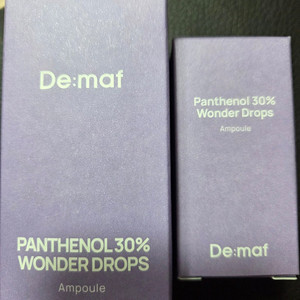 De:maf
PANTHENOL 30%
WONDER DROPS
Ampoule
Panthenol 30%
Wonder Drops
Ampoule
De:maf